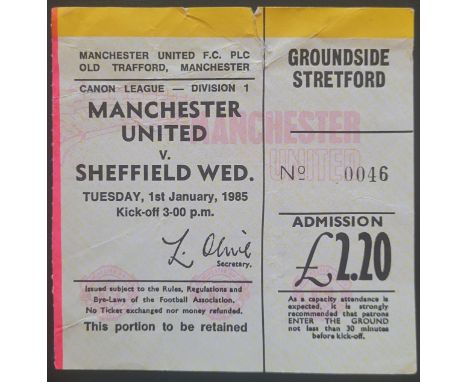 MANCHESTER UNITED F.C. PLC
OLD TRAFFORD, MANCHESTER
CANON LEAGUE — DIVISION 1
MANCHESTER
UNITED
v.
SHEFFIELD WED.
TUESDAY, 1st January, 1985
Kick-off 3-00 p.m.
L. Olive
Secretary.
Issued subject to the Rules, Regulations and
Bye-Laws of the Football Association.
No Ticket exchanged nor money refunded.
This portion to be retained
GROUNDSIDE
STRETFORD
MANCHESTER
UNITED
No 0046
ADMISSION
£2.20
As a capacity attendance is
expected, it is strongly
recommended that patrons
ENTER THE GROUND
not less than 30 minutes
before kick-off.